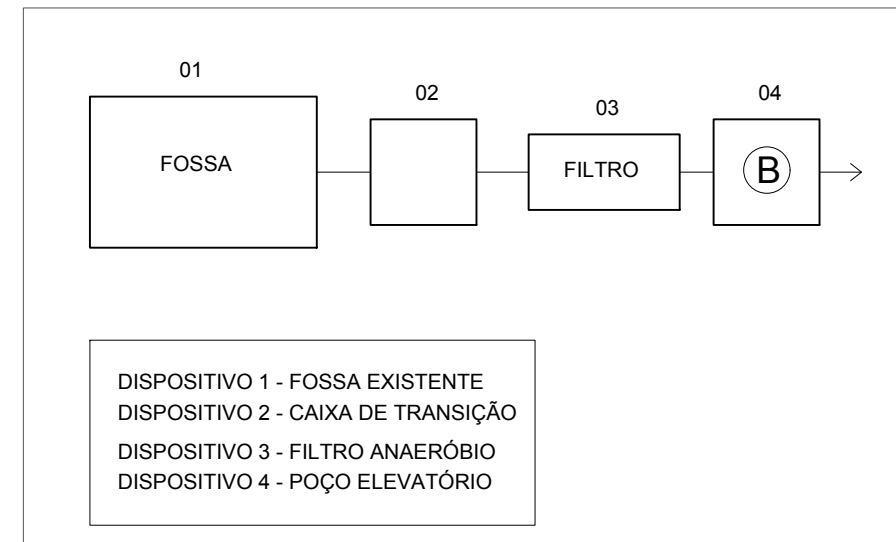 01
02
03
04
FOSSA
FILTRO
B
DISPOSITIVO 1 - FOSSA EXISTENTE
DISPOSITIVO 2 - CAIXA DE TRANSIÇÃO
DISPOSITIVO 3 - FILTRO ANAERÓBIO
DISPOSITIVO 4 - POÇO ELEVATÓRIO